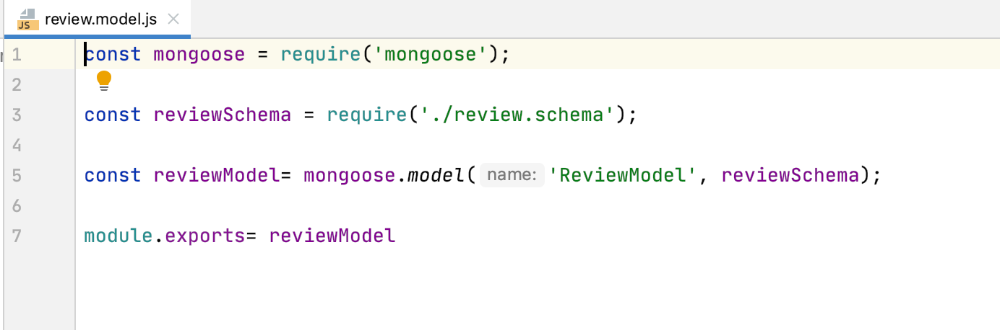 JS review.model.js
1 const mongoose = require('mongoose');
2
3 const reviewSchema = require('./review.schema');
4
5 const reviewModel= mongoose.model( name: 'ReviewModel', reviewSchema);
6
7 module.exports= reviewModel